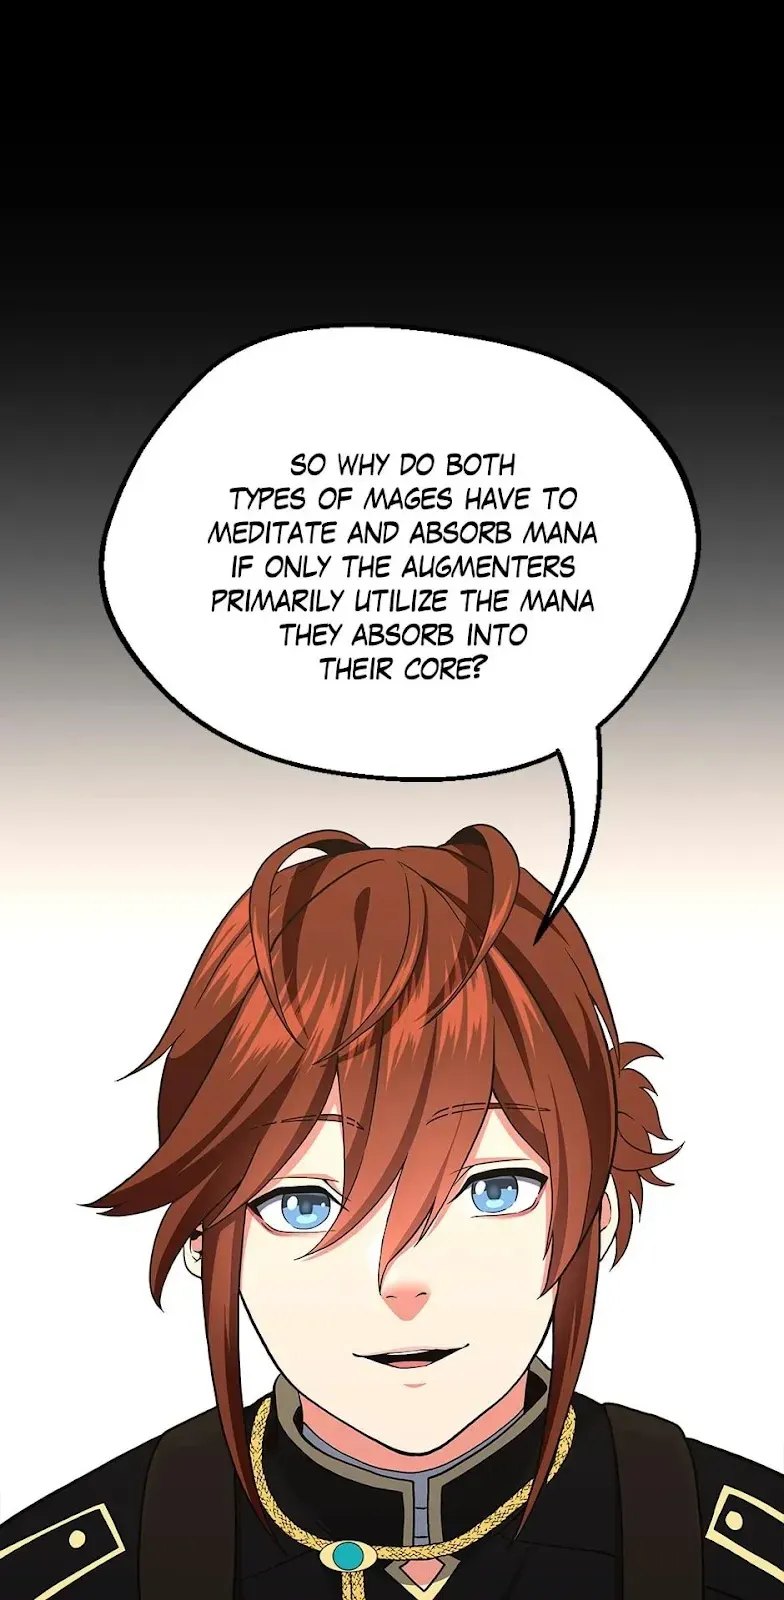 SO WHY DO BOTH
TYPES OF MAGES HAVE TO
MEDITATE AND ABSORB MANA
IF ONLY THE AUGMENTERS
PRIMARILY UTILIZE THE MANA
THEY ABSORB INTO
THEIR CORE?